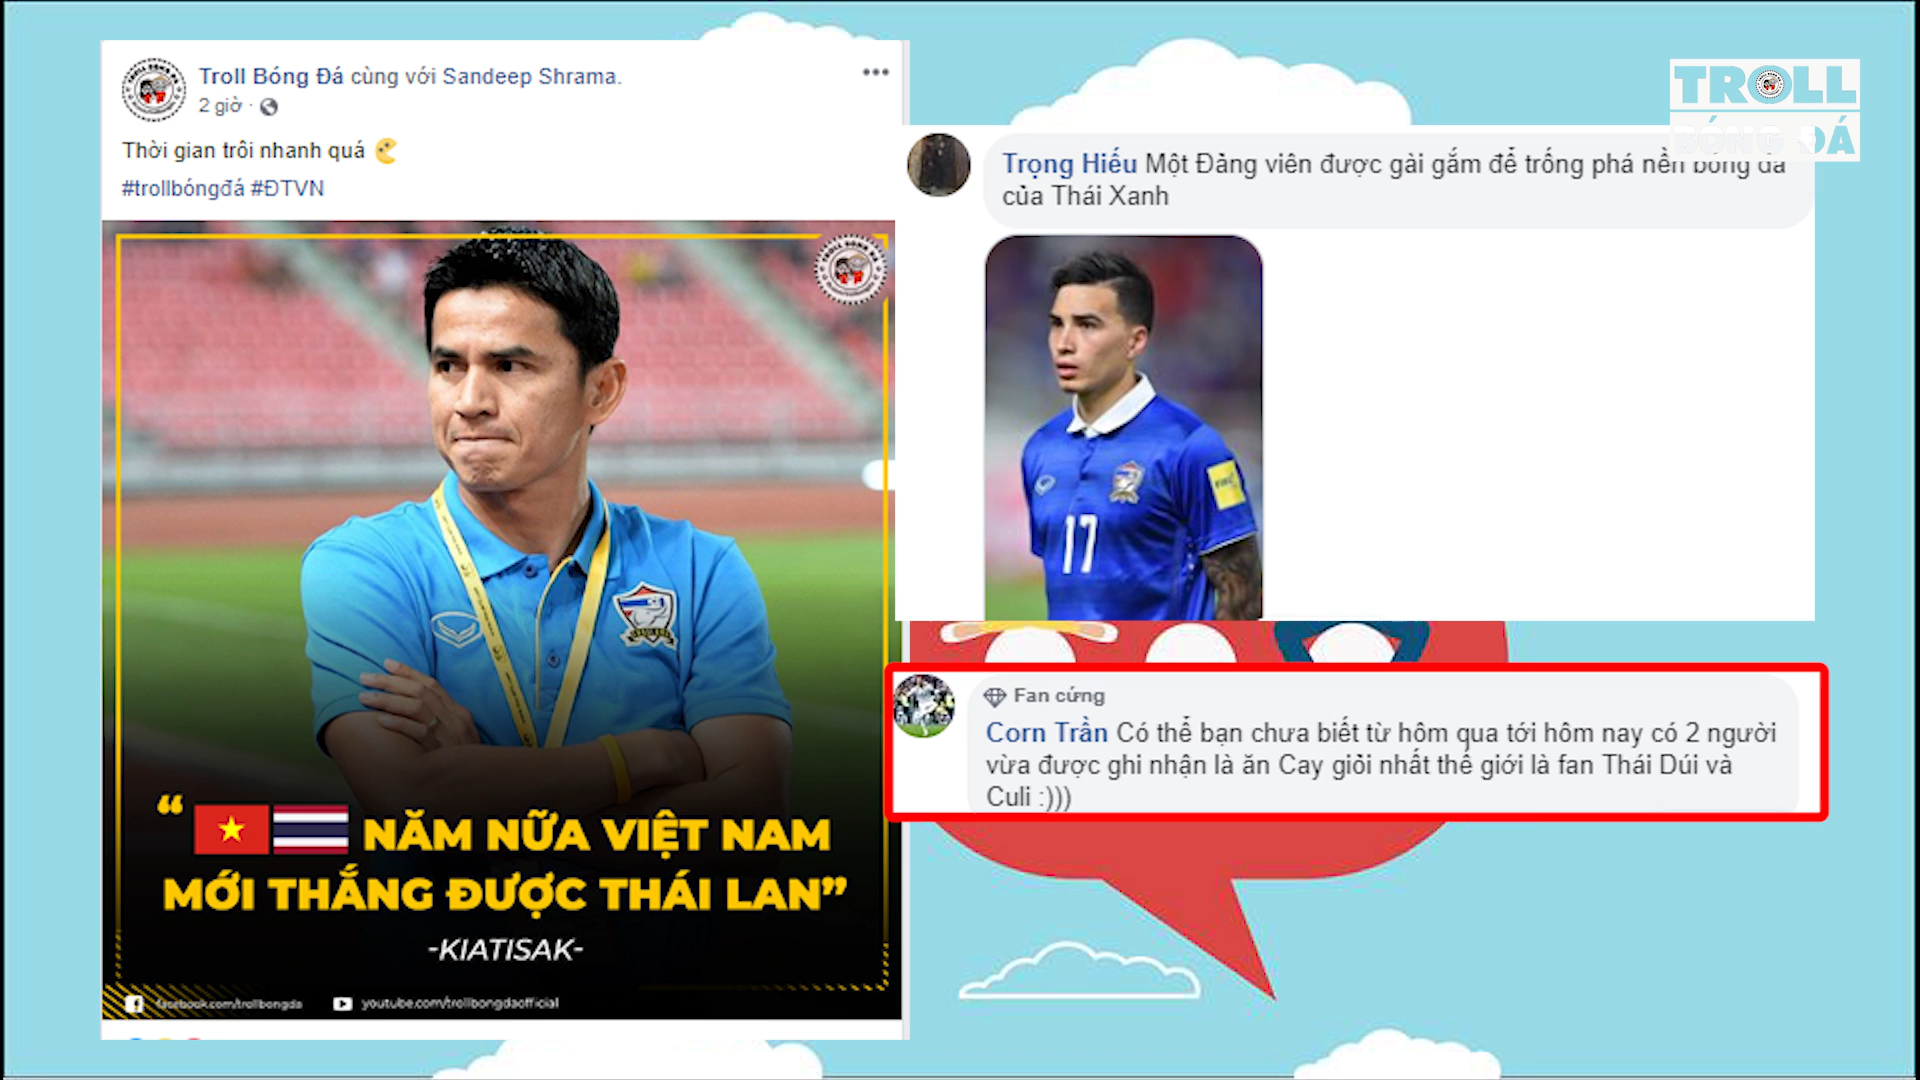 Troll Bóng Đá cùng với Sandeep Shrama.
2 giờ ·
Thời gian trôi nhanh quá
#trollbóngđá #ĐTVN
“ NĂM NỮA VIỆT NAM
MỚI THẮNG ĐƯỢC THÁI LAN”
-KIATISAK-
facebook.com/trollbongda
youtube.com/trollbongdaofficial
TROLL
BÓNG ĐÁ
Trọng Hiếu Một Đảng viên được gài gắm để trống phá nền bóng đá
của Thái Xanh
17
Fan cứng
Corn Trần Có thể bạn chưa biết từ hôm qua tới hôm nay có 2 người
vừa được ghi nhận là ăn Cay giỏi nhất thế giới là fan Thái Dúi và
Culi :)))